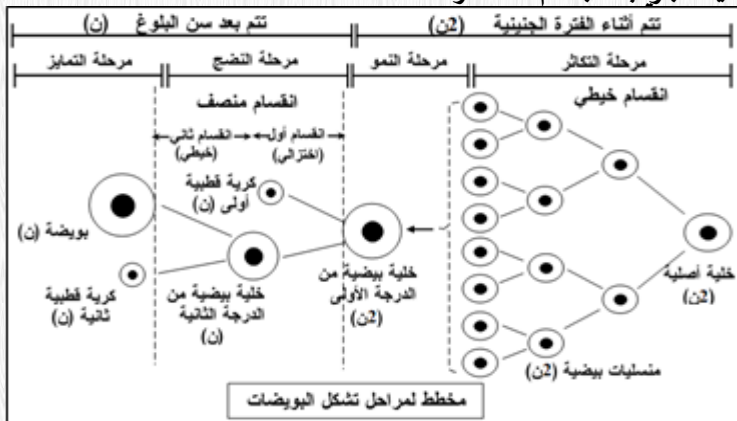 تتم أثناء الفترة الجنينية (2ن)
تتم بعد سن البلوغ (ن)
مرحلة التكاثر
مرحلة النمو
مرحلة النضج
مرحلة التمايز
انقسام خيطي
انقسام منصف
انقسام أول
(اختزالي)
انقسام ثاني
(خيطي)
كرية قطبية
أولى (ن)
بويضة (ن)
خلية أصلية
(2ن)
خلية بيضية من
الدرجة الأولى
(2ن)
خلية بيضية من
الدرجة الثانية
(ن)
كرية قطبية
ثانية (ن)
منسليات بيضية (2ن)
مخطط لمراحل تشكل البويضات